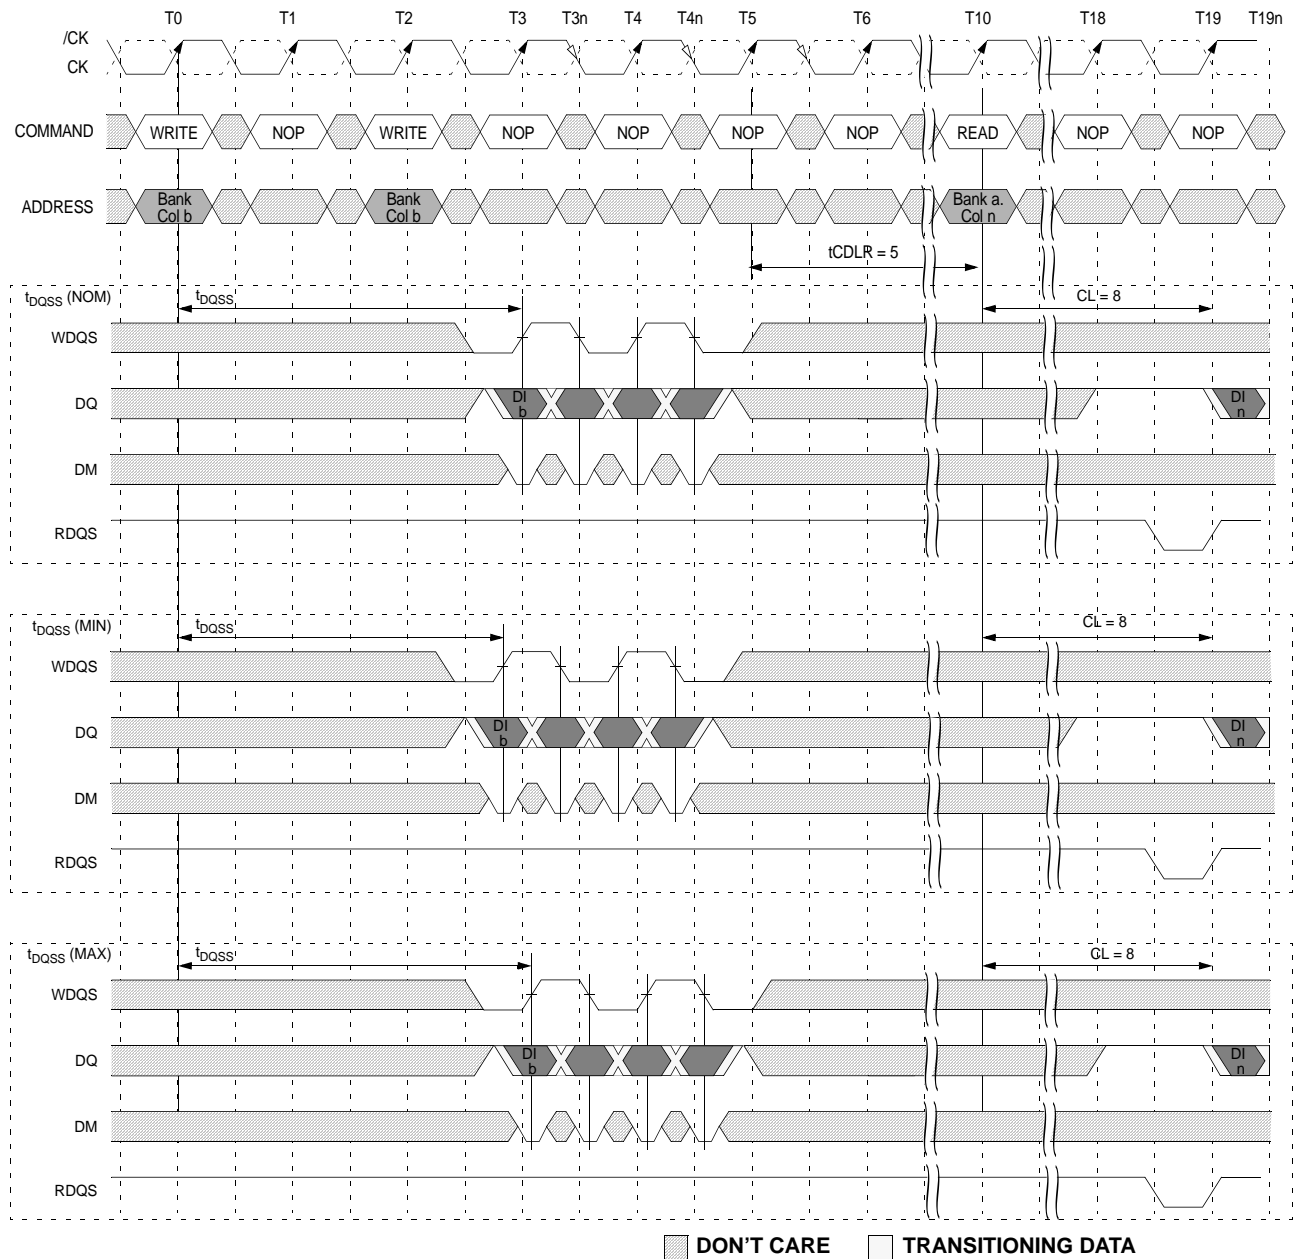 T0 T1 T2 T3 T3n T4 T4n T5 T6 T10 T18 T19 T19n
/CK
CK
COMMAND WRITE NOP WRITE NOP NOP NOP NOP READ NOP NOP
ADDRESS Bank Col b Bank Col b Bank a. Col n
tCDLR = 5
tDQSS (NOM) tDQSS CL = 8
WDQS
DQ DI b DI n
DM
RDQS
tDQSS (MIN) tDQSS CL = 8
WDQS
DQ DI b DI n
DM
RDQS
tDQSS (MAX) tDQSS CL = 8
WDQS
DQ DI b DI n
DM
RDQS
DON'T CARE TRANSITIONING DATA